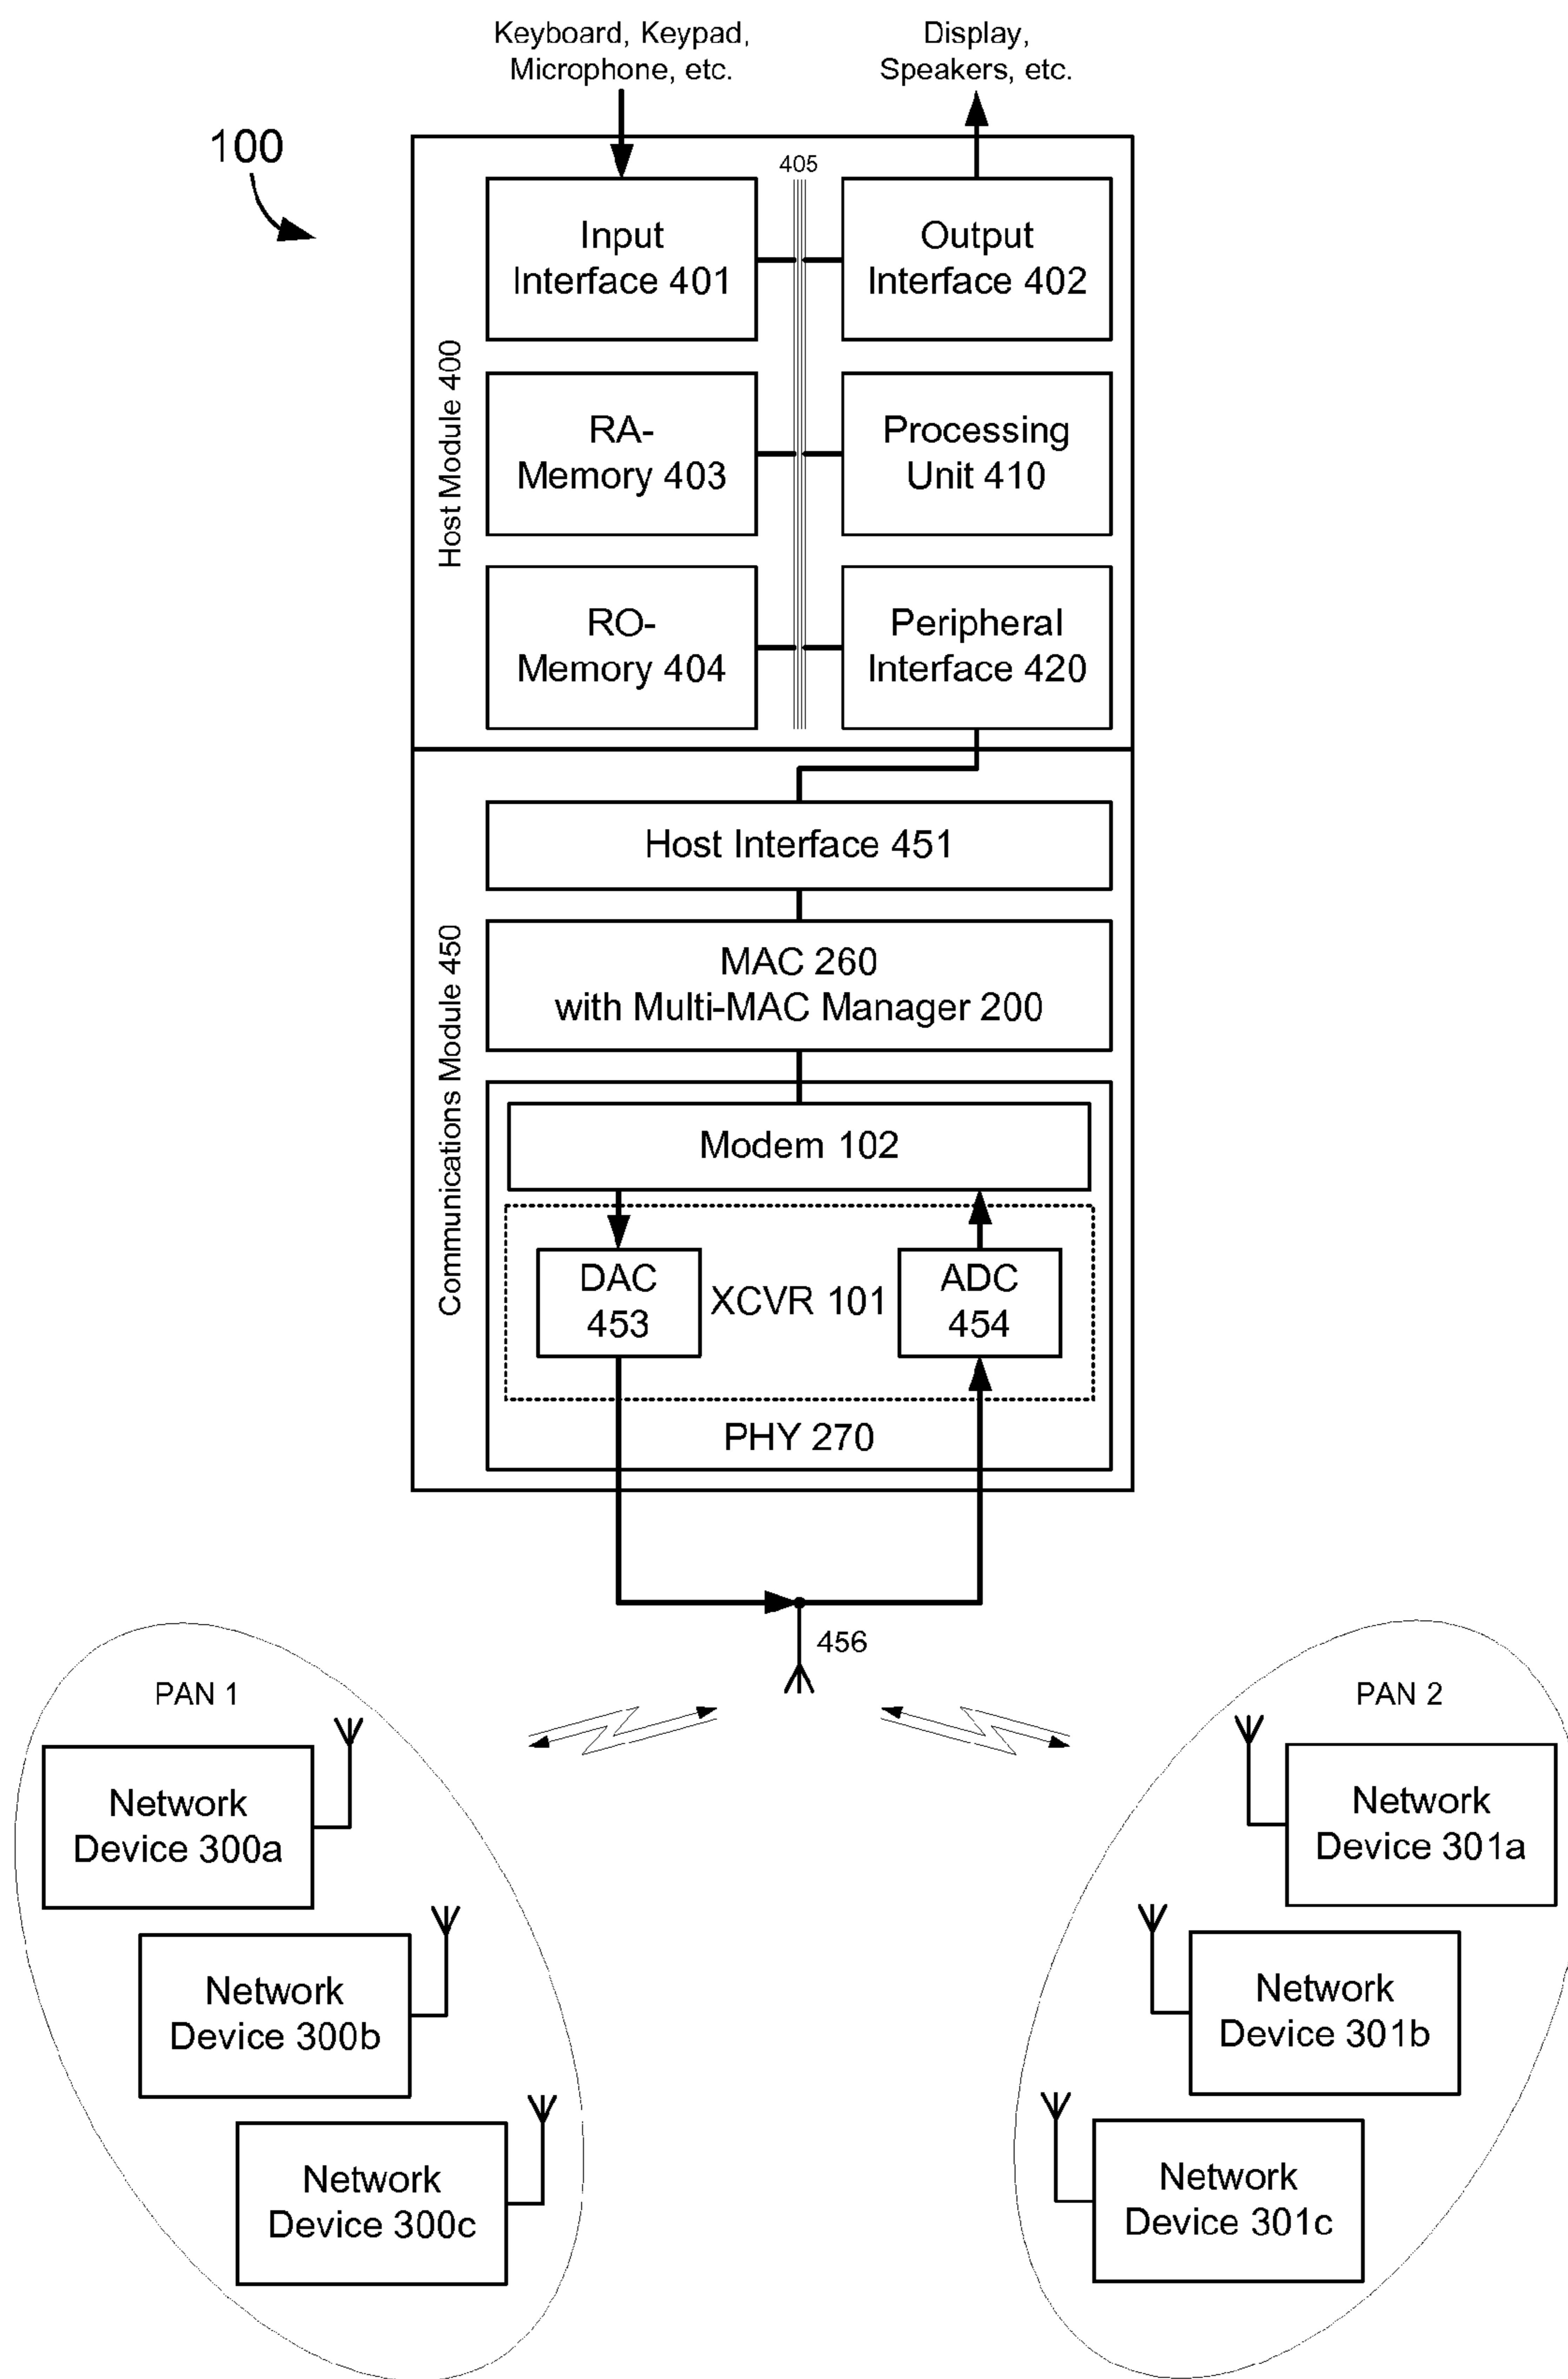 Keyboard, Keypad,
Microphone, etc.
Display,
Speakers, etc.
100
405
Input
Interface 401
Output
Interface 402
Host Module 400
RA-
Memory 403
Processing
Unit 410
RO-
Memory 404
Peripheral
Interface 420
Communications Module 450
Host Interface 451
MAC 260
with Multi-MAC Manager 200
Modem 102
DAC
453
XCVR 101
ADC
454
PHY 270
456
PAN 1
Network
Device 300a
Network
Device 300b
Network
Device 300c
PAN 2
Network
Device 301a
Network
Device 301b
Network
Device 301c